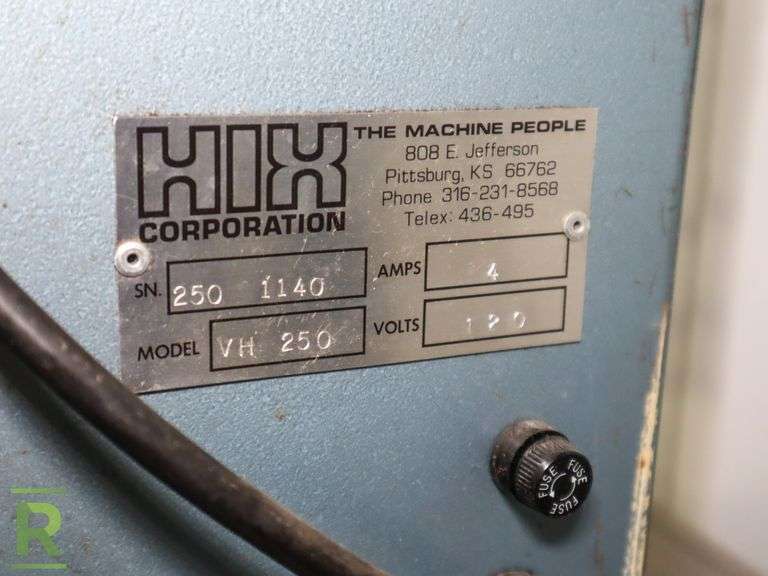 HIX
CORPORATION
THE MACHINE PEOPLE
808 E. Jefferson
Pittsburg, KS 66762
Phone 316-231-8568
Telex: 436-495
SN. 250 1140
AMPS 4
MODEL VH 250
VOLTS 120
FUSE FUSE FUSE
R